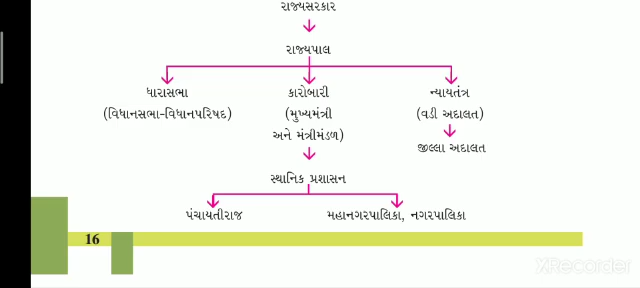 રાજ્યસરકાર
રાજ્યપાલ
ધારાસભા કારોબારી ન્યાયતંત્ર
(વિધાનસભા-વિધાનપરિષદ) (મુખ્યમંત્રી (વડી અદાલત)
અને મંત્રીમંડળ) જીલ્લા અદાલત
સ્થાનિક પ્રશાસન
પંચાયતીરાજ મહાનગરપાલિકા, નગરપાલિકા
16
XRecorder